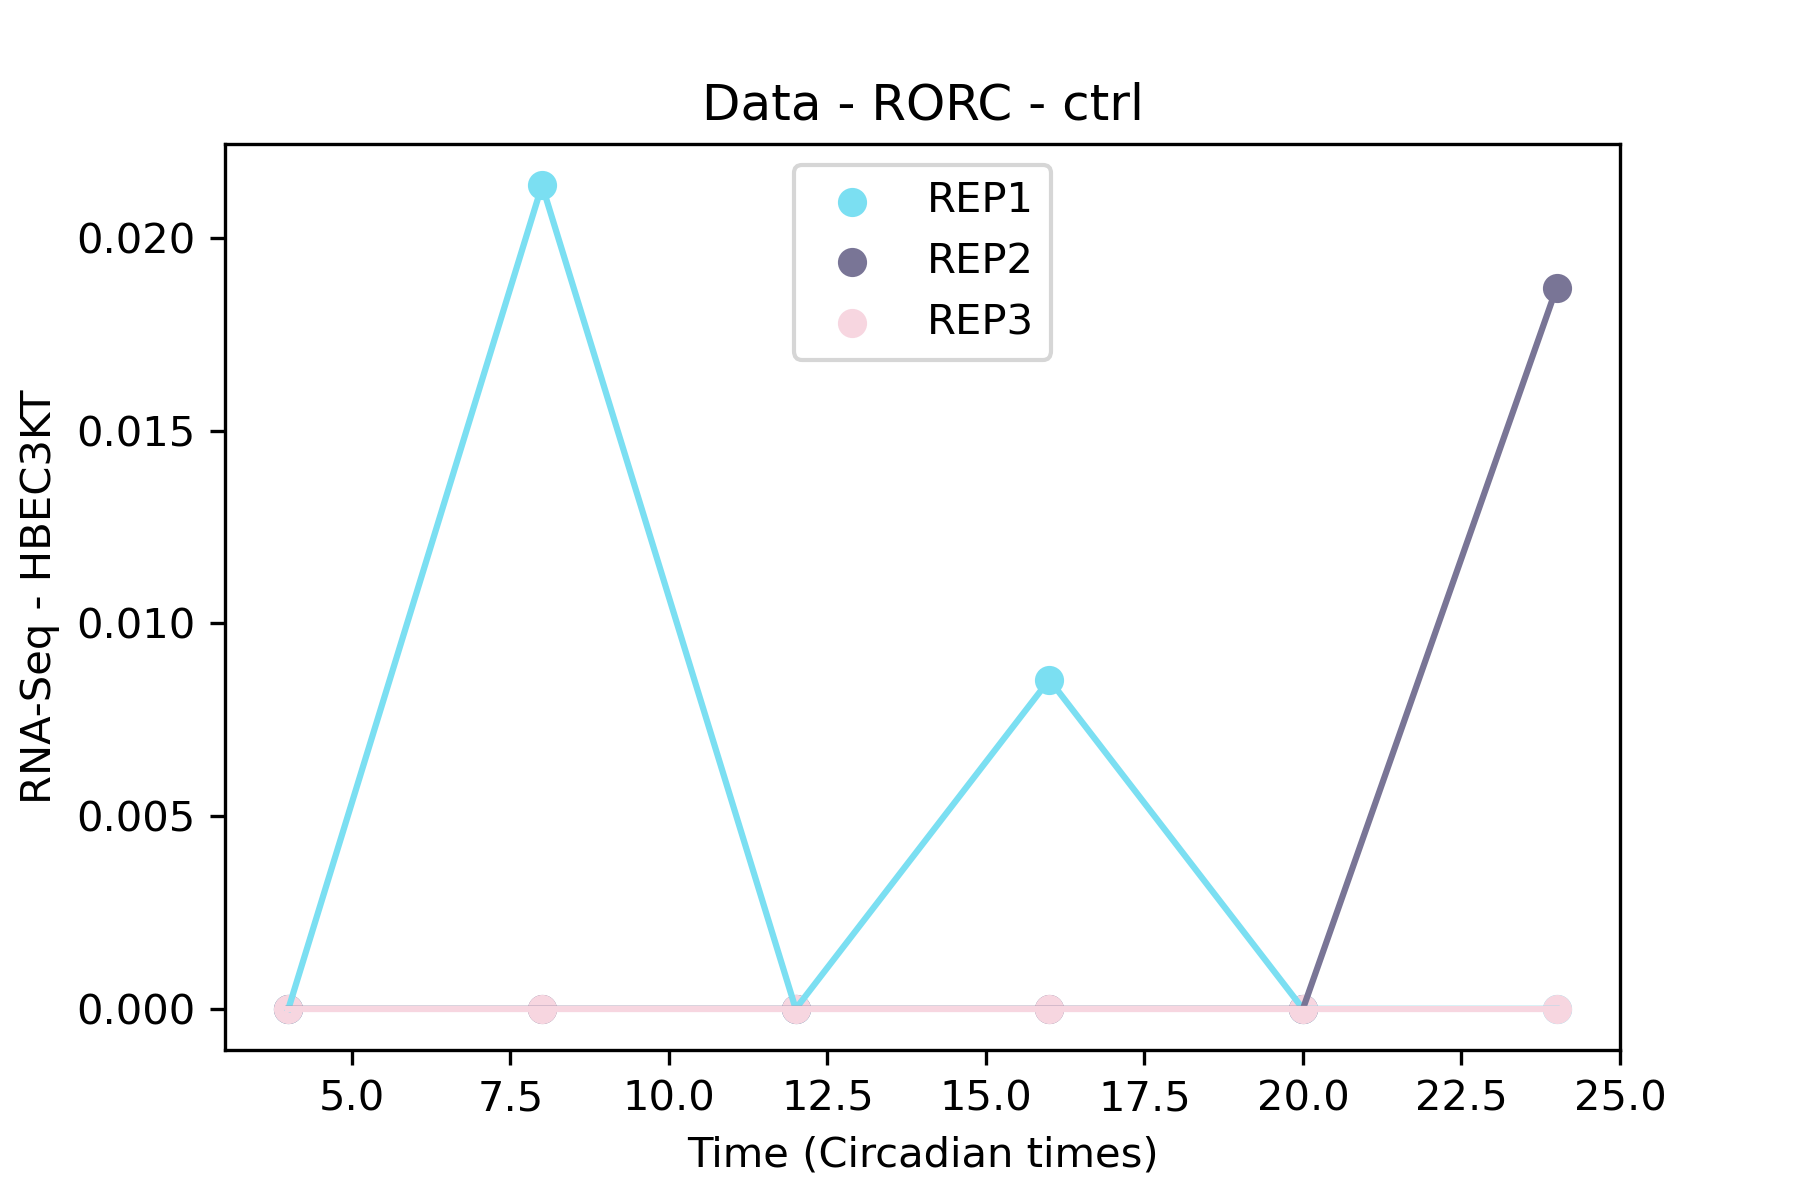 Data - RORC - ctrl
REP1
REP2
REP3
RNA-Seq - HBEC3KT
0.020
0.015
0.010
0.005
0.000
5.0 7.5 10.0 12.5 15.0 17.5 20.0 22.5 25.0
Time (Circadian times)